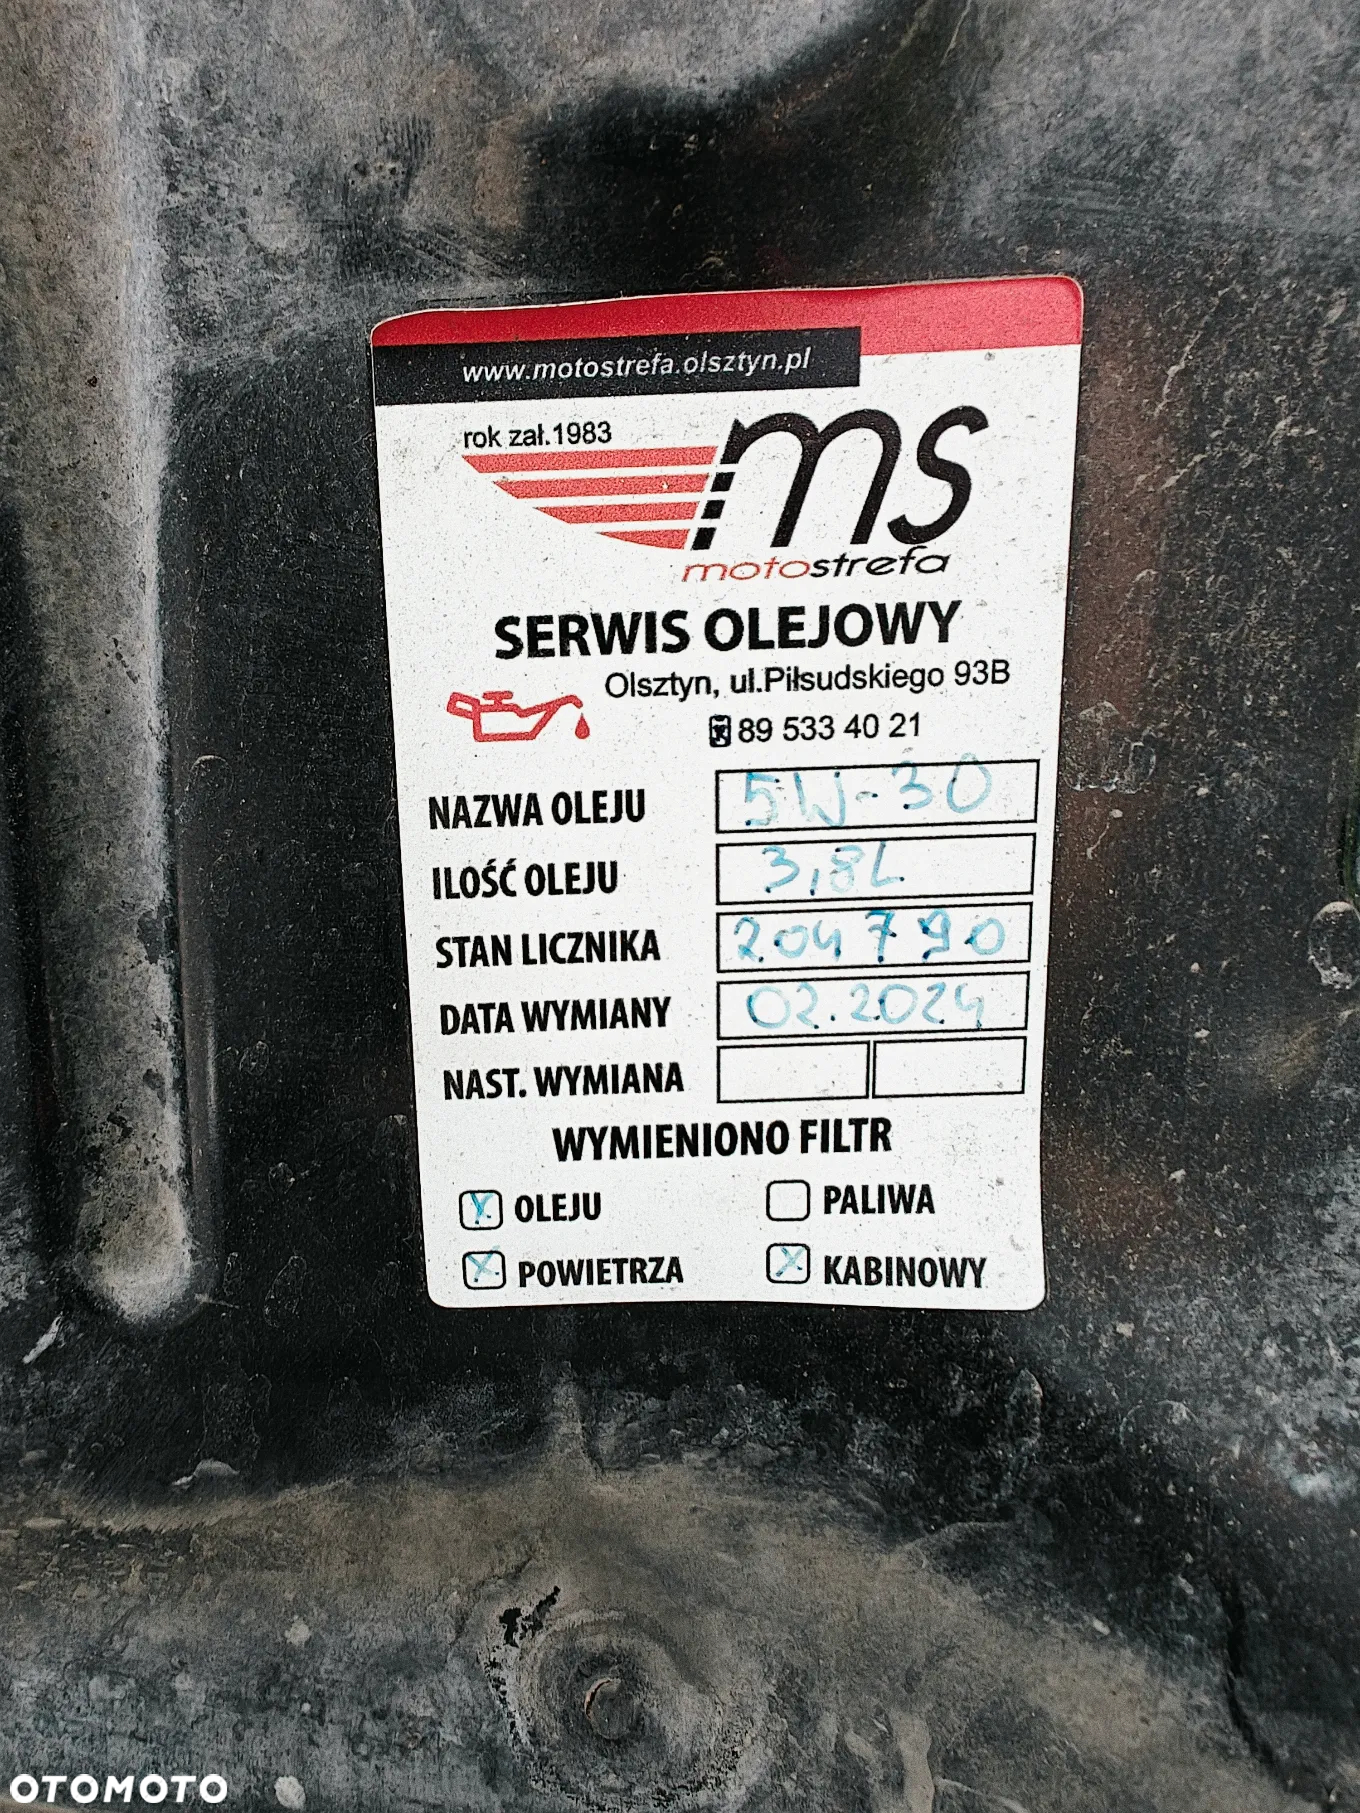 www.motostrefa.olsztyn.pl
rok zał.1983
ms
motostrefa
SERWIS OLEJOWY
Olsztyn, ul.Piłsudskiego 93B
89 533 40 21
NAZWA OLEJU 5W-30
ILOŚĆ OLEJU 3,8L
STAN LICZNIKA 204790
DATA WYMIANY 02.2024
NAST. WYMIANA
WYMIENIONO FILTR
X OLEJU PALIWA
X POWIETRZA X KABINOWY
OTOMOTO